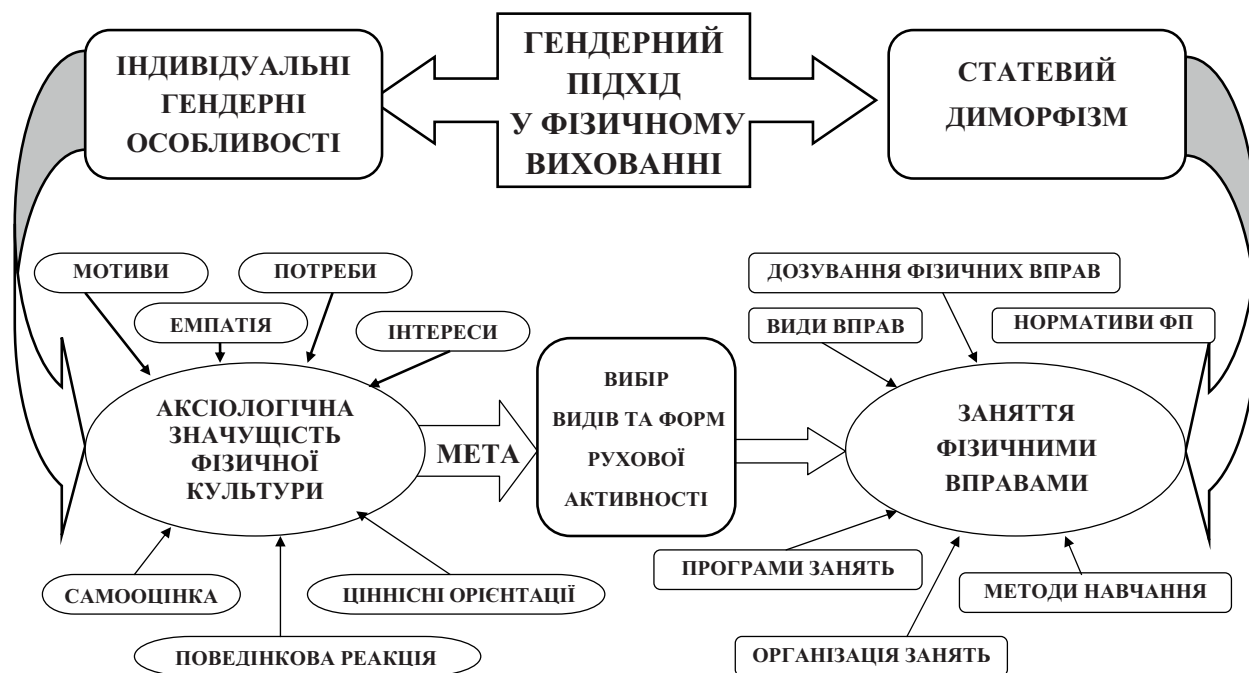 ІНДИВІДУАЛЬНІ
ГЕНДЕРНІ
ОСОБЛИВОСТІ
ГЕНДЕРНИЙ
ПІДХІД
У ФІЗИЧНОМУ
ВИХОВАННІ
СТАТЕВИЙ
ДИМОРФІЗМ
МОТИВИ
ПОТРЕБИ
ЕМПАТІЯ
ІНТЕРЕСИ
ДОЗУВАННЯ ФІЗИЧНИХ ВПРАВ
ВИДИ ВПРАВ
НОРМАТИВИ ФП
АКСІОЛОГІЧНА
ЗНАЧУЩІСТЬ
ФІЗИЧНОЇ
КУЛЬТУРИ
МЕТА
ВИБІР
ВИДІВ ТА ФОРМ
РУХОВОЇ
АКТИВНОСТІ
ЗАНЯТТЯ
ФІЗИЧНИМИ
ВПРАВАМИ
САМООЦІНКА
ЦІННІСНІ ОРІЄНТАЦІЇ
ПОВЕДІНКОВА РЕАКЦІЯ
ПРОГРАМИ ЗАНЯТЬ
МЕТОДИ НАВЧАННЯ
ОРГАНІЗАЦІЯ ЗАНЯТЬ